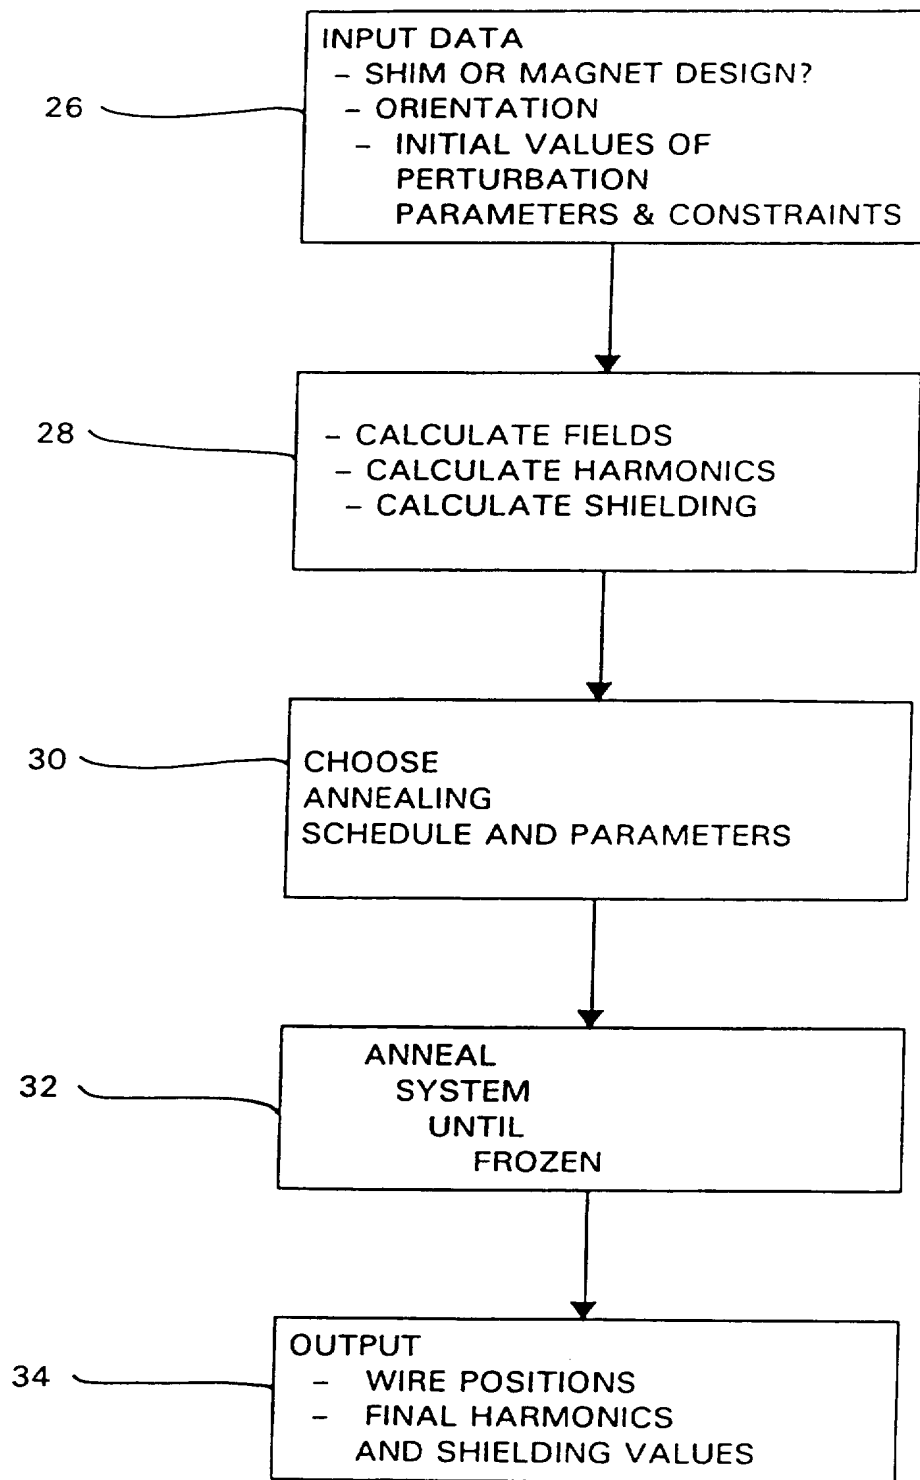 INPUT DATA
- SHIM OR MAGNET DESIGN?
26
- ORIENTATION
- INITIAL VALUES OF
PERTURBATION
PARAMETERS & CONSTRAINTS
28
- CALCULATE FIELDS
- CALCULATE HARMONICS
- CALCULATE SHIELDING
30
CHOOSE
ANNEALING
SCHEDULE AND PARAMETERS
32
ANNEAL
SYSTEM
UNTIL
FROZEN
34
OUTPUT
- WIRE POSITIONS
- FINAL HARMONICS
AND SHIELDING VALUES